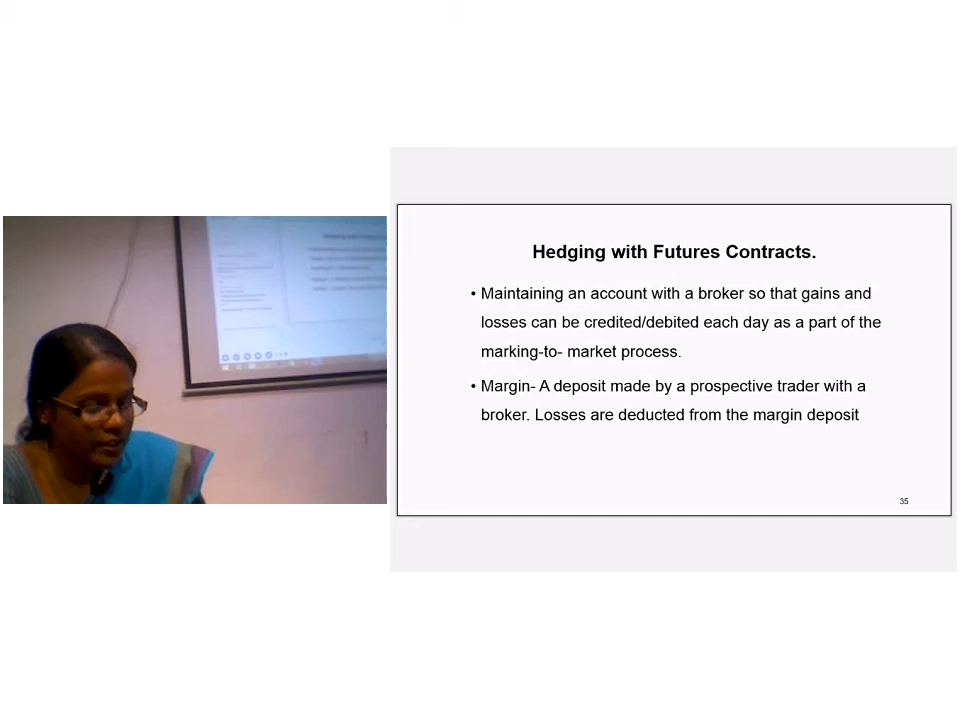 Hedging with Futures Contracts.
• Maintaining an account with a broker so that gains and
losses can be credited/debited each day as a part of the
marking-to- market process.
• Margin- A deposit made by a prospective trader with a
broker. Losses are deducted from the margin deposit
35